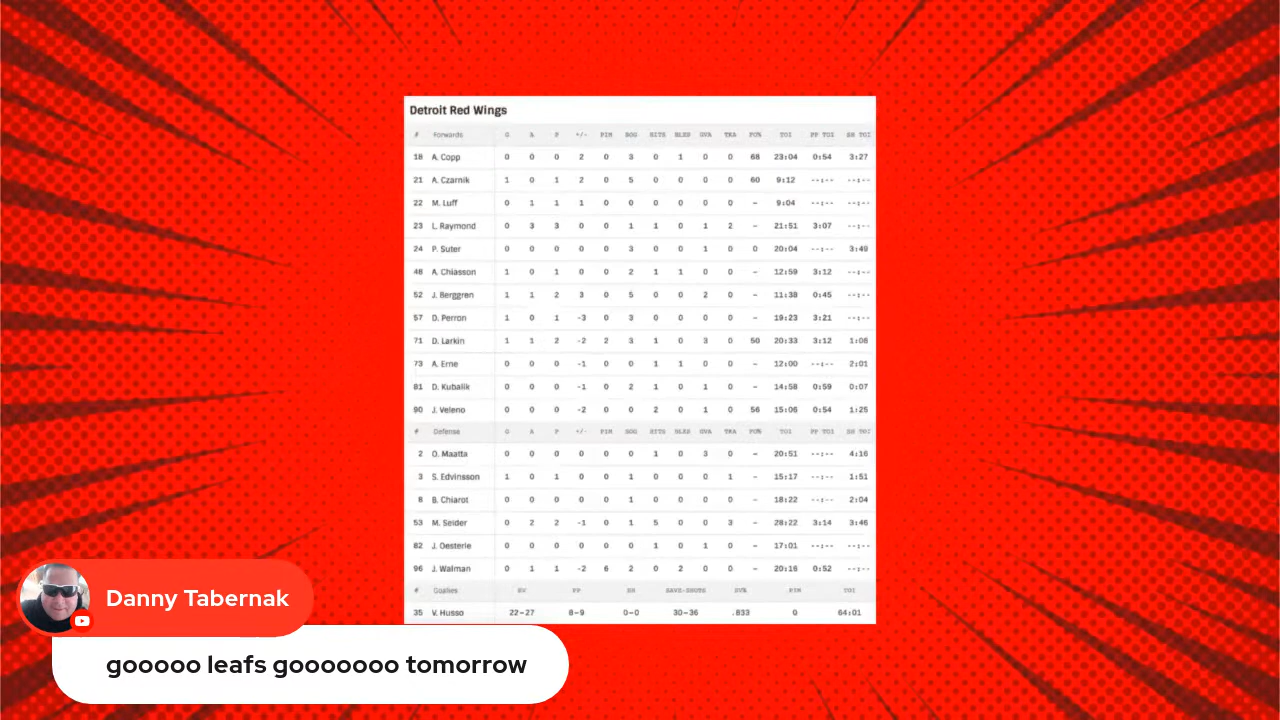 Detroit Red Wings
# Forwards G A P +/- PIM SOG HITS BLKS GVA TKA FO% TOI PP TOI SH TOI
18 A. Copp 0 0 0 2 0 3 0 1 0 0 68 23:04 0:54 3:27
21 A. Czarnik 1 0 1 2 0 5 0 0 0 0 60 9:12 --:-- --:--
22 M. Luff 0 1 1 1 0 0 0 0 0 0 - 9:04 --:-- --:--
23 L. Raymond 0 3 3 0 0 1 1 0 1 2 - 21:51 3:07 --:--
24 P. Suter 0 0 0 0 0 3 0 0 1 0 0 20:04 --:-- 3:49
48 A. Chiasson 1 0 1 0 0 2 1 1 0 0 - 12:59 3:12 --:--
52 J. Berggren 1 1 2 3 0 5 0 0 2 0 - 11:38 0:45 --:--
57 D. Perron 1 0 1 -3 0 3 0 0 0 0 - 19:23 3:21 --:--
71 D. Larkin 1 1 2 -2 2 3 1 0 3 0 50 20:33 3:12 1:08
73 A. Erne 0 0 0 -1 0 0 1 1 0 0 - 12:00 --:-- 2:01
81 D. Kubalik 0 0 0 -1 0 2 1 0 1 0 - 14:58 0:59 0:07
90 J. Veleno 0 0 0 -2 0 0 2 0 1 0 56 15:06 0:54 1:25
# Defense G A P +/- PIM SOG HITS BLKS GVA TKA FO% TOI PP TOI SH TOI
2 O. Maatta 0 0 0 0 0 0 1 0 3 0 - 20:51 --:-- 4:16
3 S. Edvinsson 1 0 1 0 0 1 0 0 0 1 - 15:17 --:-- 1:51
8 B. Chiarot 0 0 0 0 0 1 0 0 0 0 - 18:22 --:-- 2:04
53 M. Seider 0 2 2 -1 0 1 5 0 0 3 - 28:22 3:14 3:46
82 J. Oesterle 0 0 0 0 0 0 1 0 1 0 - 17:01 --:-- --:--
96 J. Walman 0 1 1 -2 6 2 0 2 0 0 - 20:16 0:52 --:--
# Goalies EV PP SH SAVE-SHOTS SV% PIM TOI
35 V. Husso 22-27 8-9 0-0 30-36 .833 0 64:01
Danny Tabernak
gooooo leafs gooooooo tomorrow